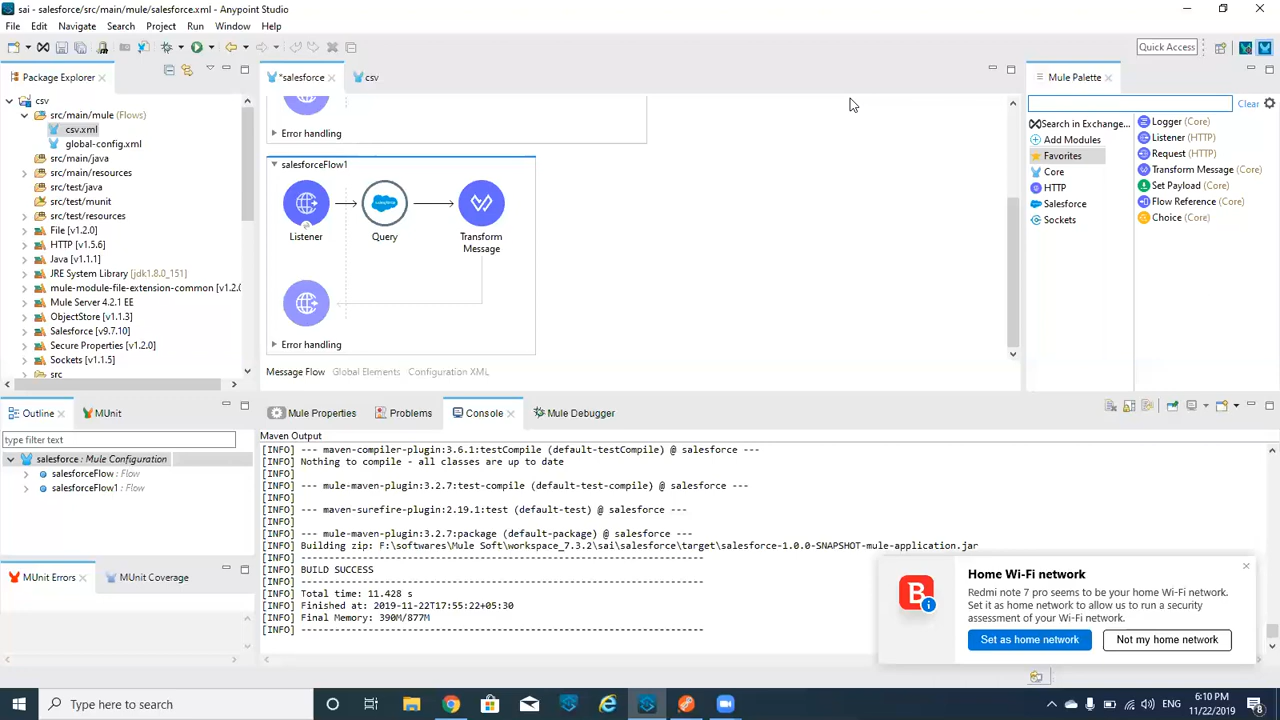 sai - salesforce/src/main/mule/salesforce.xml - Anypoint Studio
File Edit Navigate Search Project Run Window Help
Quick Access
Package Explorer
*salesforce
csv
Mule Palette
csv
src/main/mule (Flows)
csv.xml
global-config.xml
src/main/java
src/main/resources
src/test/java
src/test/munit
src/test/resources
File [v1.2.0]
HTTP [v1.5.6]
Java [v1.1.1]
JRE System Library [jdk1.8.0_151]
mule-module-file-extension-common [v1.2.0
Mule Server 4.2.1 EE
ObjectStore [v1.1.3]
Salesforce [v9.7.10]
Secure Properties [v1.2.0]
Sockets [v1.1.5]
src
Error handling
salesforceFlow1
Listener
Query
Transform
Message
Error handling
Message Flow Global Elements Configuration XML
Clear
Search in Exchange...
Add Modules
Favorites
Core
HTTP
Salesforce
Sockets
Logger (Core)
Listener (HTTP)
Request (HTTP)
Transform Message (Core)
Set Payload (Core)
Flow Reference (Core)
Choice (Core)
Outline
MUnit
type filter text
salesforce : Mule Configuration
salesforceFlow : Flow
salesforceFlow1 : Flow
MUnit Errors
MUnit Coverage
Mule Properties
Problems
Console
Mule Debugger
Maven Output
[INFO] --- maven-compiler-plugin:3.6.1:testCompile (default-testCompile) @ salesforce ---
[INFO] Nothing to compile - all classes are up to date
[INFO]
[INFO] --- mule-maven-plugin:3.2.7:test-compile (default-test-compile) @ salesforce ---
[INFO]
[INFO] --- maven-surefire-plugin:2.19.1:test (default-test) @ salesforce ---
[INFO]
[INFO] --- mule-maven-plugin:3.2.7:package (default-package) @ salesforce ---
[INFO] Building zip: F:\softwares\Mule Soft\workspace_7.3.2\sai\salesforce\target\salesforce-1.0.0-SNAPSHOT-mule-application.jar
[INFO] ------------------------------------------------------------------------
[INFO] BUILD SUCCESS
[INFO] ------------------------------------------------------------------------
[INFO] Total time: 11.428 s
[INFO] Finished at: 2019-11-22T17:55:22+05:30
[INFO] Final Memory: 390M/877M
[INFO] ------------------------------------------------------------------------
B
Home Wi-Fi network
Redmi note 7 pro seems to be your home Wi-Fi network.
Set it as home network to allow us to run a security
assessment of your Wi-Fi network.
Set as home network
Not my home network
Type here to search
ENG
6:10 PM
11/22/2019
8